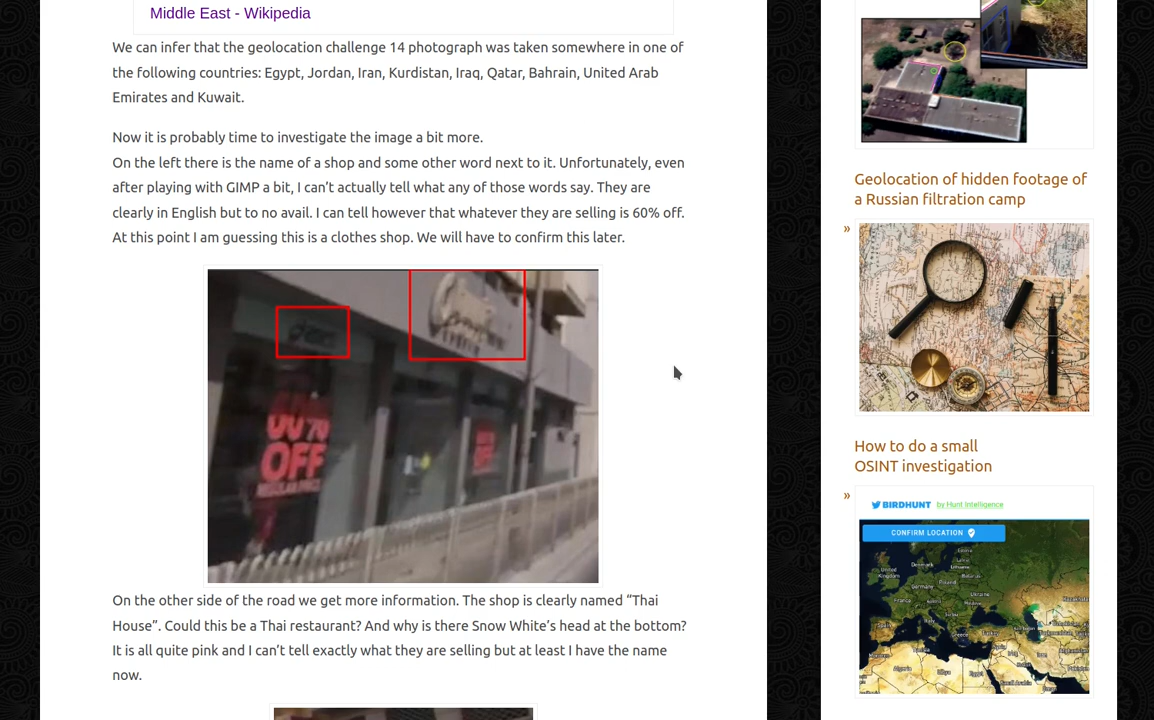 Middle East - Wikipedia
We can infer that the geolocation challenge 14 photograph was taken somewhere in one of
the following countries: Egypt, Jordan, Iran, Kurdistan, Iraq, Qatar, Bahrain, United Arab
Emirates and Kuwait.
Now it is probably time to investigate the image a bit more.
On the left there is the name of a shop and some other word next to it. Unfortunately, even
after playing with GIMP a bit, I can’t actually tell what any of those words say. They are
clearly in English but to no avail. I can tell however that whatever they are selling is 60% off.
At this point I am guessing this is a clothes shop. We will have to confirm this later.
OFF
OFF
On the other side of the road we get more information. The shop is clearly named “Thai
House”. Could this be a Thai restaurant? And why is there Snow White’s head at the bottom?
It is all quite pink and I can’t tell exactly what they are selling but at least I have the name
now.
Geolocation of hidden footage of
a Russian filtration camp
»
How to do a small
OSINT investigation
»
BIRDHUNT by Hunt Intelligence
CONFIRM LOCATION